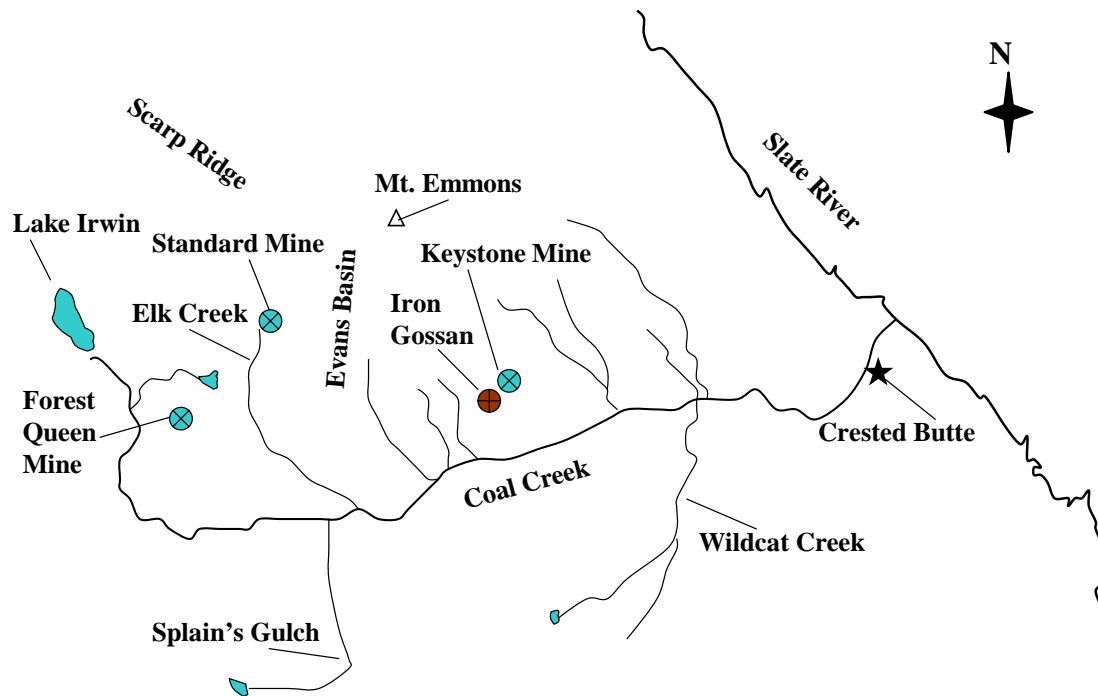 N
Scarp Ridge
Slate River
Mt. Emmons
Lake Irwin
Standard Mine
Keystone Mine
Elk Creek
Evans Basin
Iron
Gossan
Forest
Queen
Mine
Crested Butte
Coal Creek
Wildcat Creek
Splain's Gulch